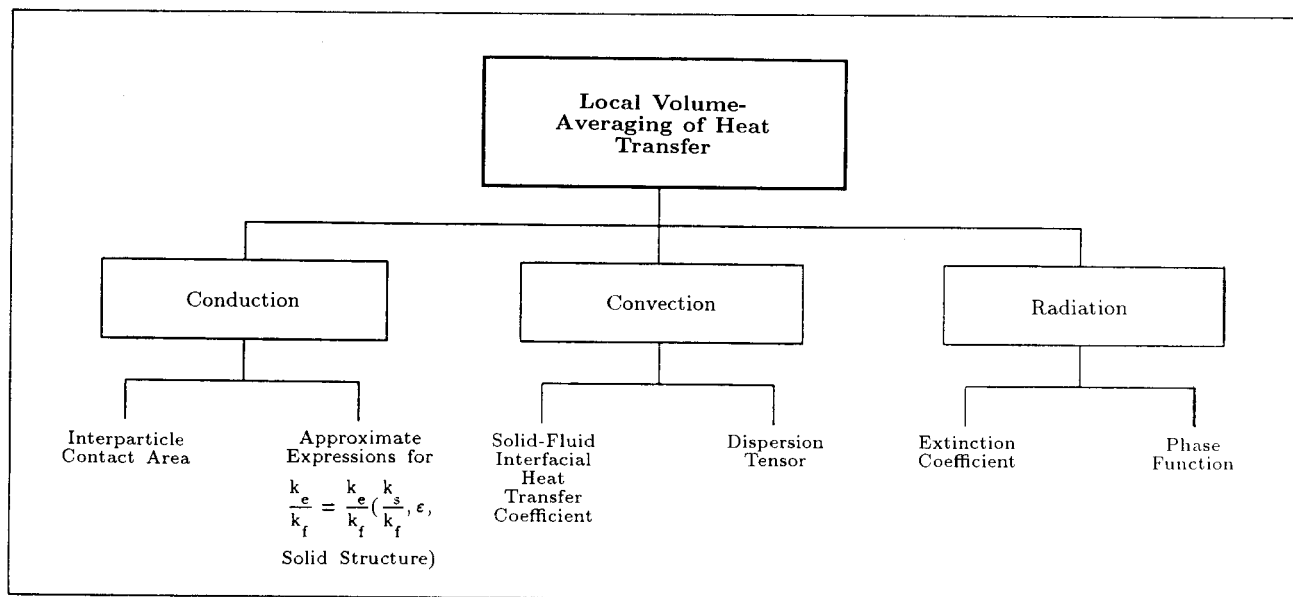 Local Volume-
Averaging of Heat
Transfer
Conduction
Convection
Radiation
Interparticle
Contact Area
Approximate
Expressions for
k_e/k_f = k_e/k_f(k_s/k_f, ε,
Solid Structure)
Solid-Fluid
Interfacial
Heat
Transfer
Coefficient
Dispersion
Tensor
Extinction
Coefficient
Phase
Function